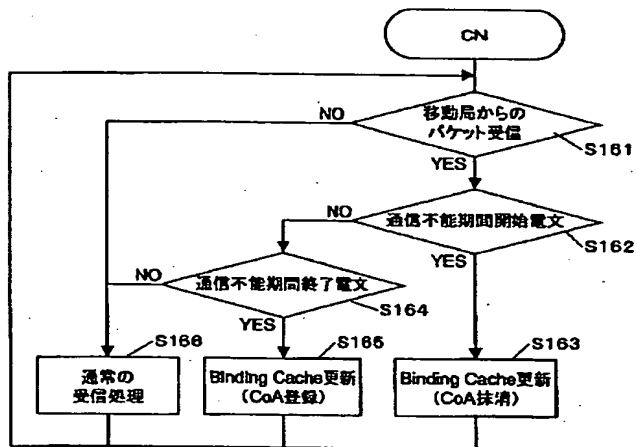 CN
移動局からの
パケット受信
NO
S161
YES
通信不能期間開始電文
NO
S162
YES
通信不能期間終了電文
NO
S164
YES
S166
通常の
受信処理
S165
Binding Cache更新
(CoA登録)
S163
Binding Cache更新
(CoA抹消)